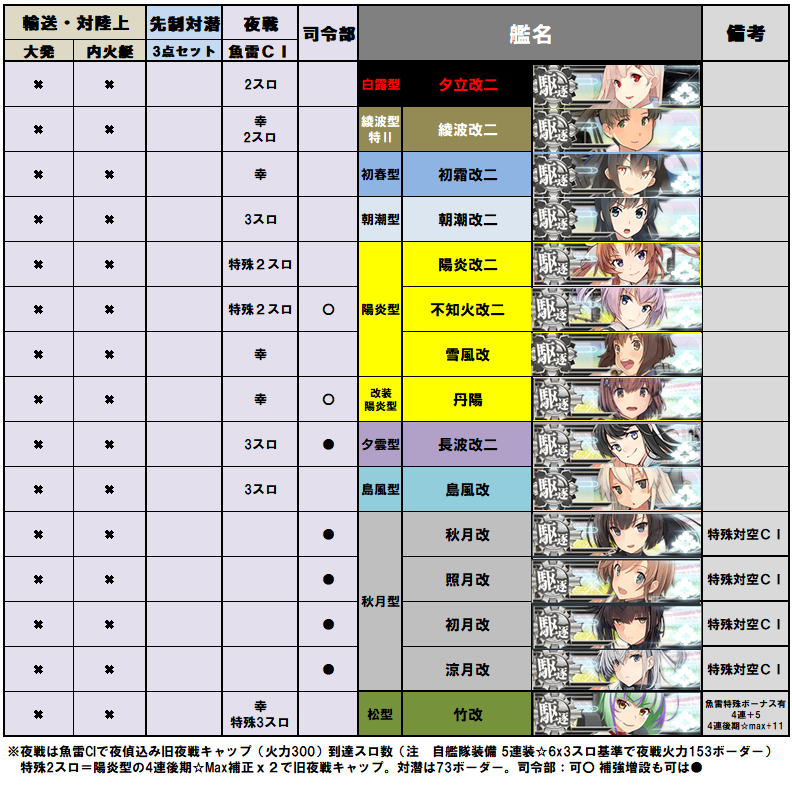 輸送・対陸上 先制対潜 夜戦 司令部 艦名 備考
大発 内火艇 3点セット 魚雷CI
✖ ✖ 2スロ 白露型 夕立改二 駆逐
✖ ✖ 幸 2スロ 綾波型 特II 綾波改二 駆逐
✖ ✖ 幸 初春型 初霜改二 駆逐
✖ ✖ 3スロ 朝潮型 朝潮改二 駆逐
✖ ✖ 特殊2スロ 陽炎改二 駆逐
✖ ✖ 特殊2スロ 〇 陽炎型 不知火改二 駆逐
✖ ✖ 幸 雪風改 駆逐
✖ ✖ 幸 〇 改装 陽炎型 丹陽 駆逐
✖ ✖ 3スロ ● 夕雲型 長波改二 駆逐
✖ ✖ 3スロ 島風型 島風改 駆逐
✖ ✖ ● 秋月改 駆逐 特殊対空CI
✖ ✖ ● 照月改 駆逐 特殊対空CI
秋月型
✖ ✖ ● 初月改 駆逐 特殊対空CI
✖ ✖ ● 涼月改 駆逐 特殊対空CI
✖ ✖ 幸 特殊3スロ 松型 竹改 駆逐 魚雷特殊ボーナス有 4連+5 4連後期☆max+11
※夜戦は魚雷CIで夜偵込み旧夜戦キャップ（火力300）到達スロ数（注　自艦隊装備 5連装☆6x3スロ基準で夜戦火力153ボーダー）
特殊2スロ＝陽炎型の4連後期☆Max補正ｘ２で旧夜戦キャップ。対潜は73ボーダー。司令部：可〇 補強増設も可は●